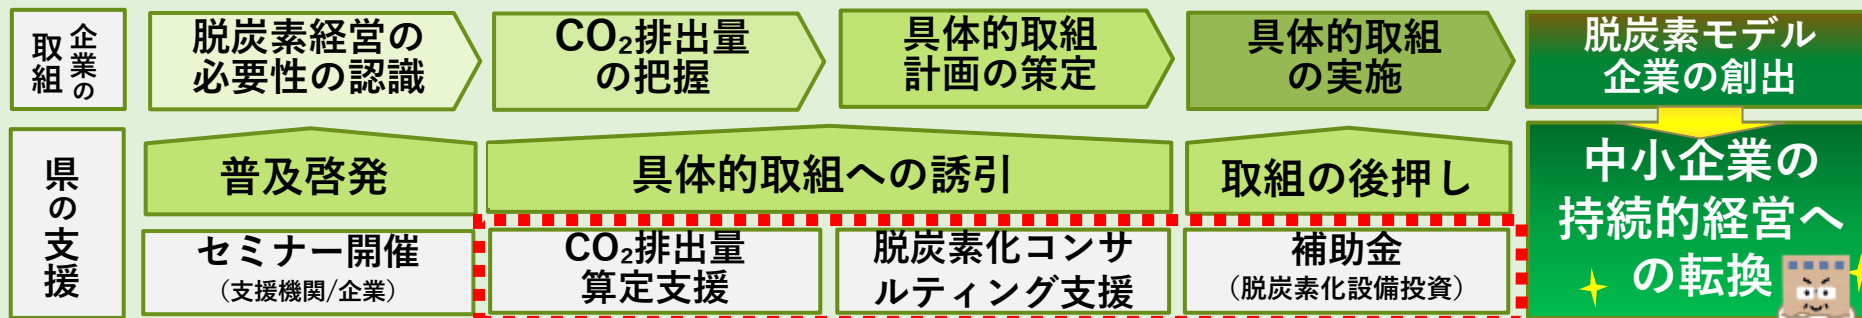 企業の
取組
脱炭素経営の
必要性の認識
CO₂排出量
の把握
具体的取組
計画の策定
具体的取組
の実施
脱炭素モデル
企業の創出
県の支援
普及啓発
具体的取組への誘引
取組の後押し
セミナー開催
（支援機関/企業）
CO₂排出量
算定支援
脱炭素化コンサ
ルティング支援
補助金
（脱炭素化設備投資）
中小企業の
持続的経営へ
の転換